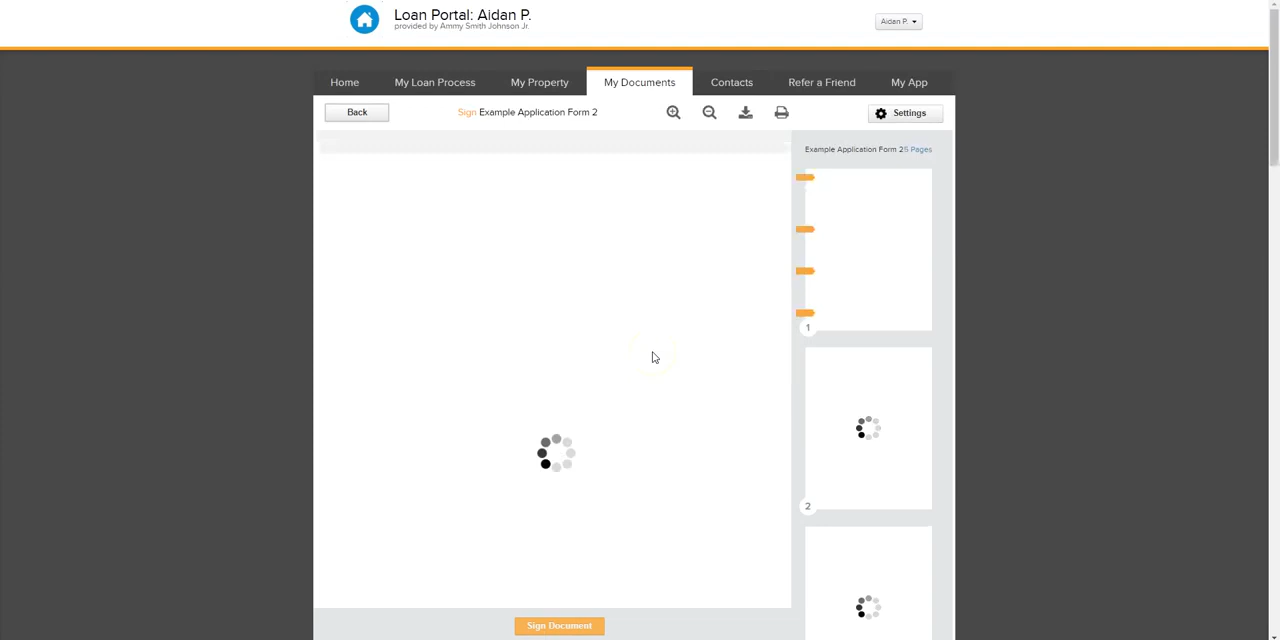 Loan Portal: Aidan P.
provided by Ammy Smith Johnson Jr.
Aidan P.
Home My Loan Process My Property My Documents Contacts Refer a Friend My App
Back Sign Example Application Form 2 Settings
Example Application Form 25 Pages
1
2
Sign Document